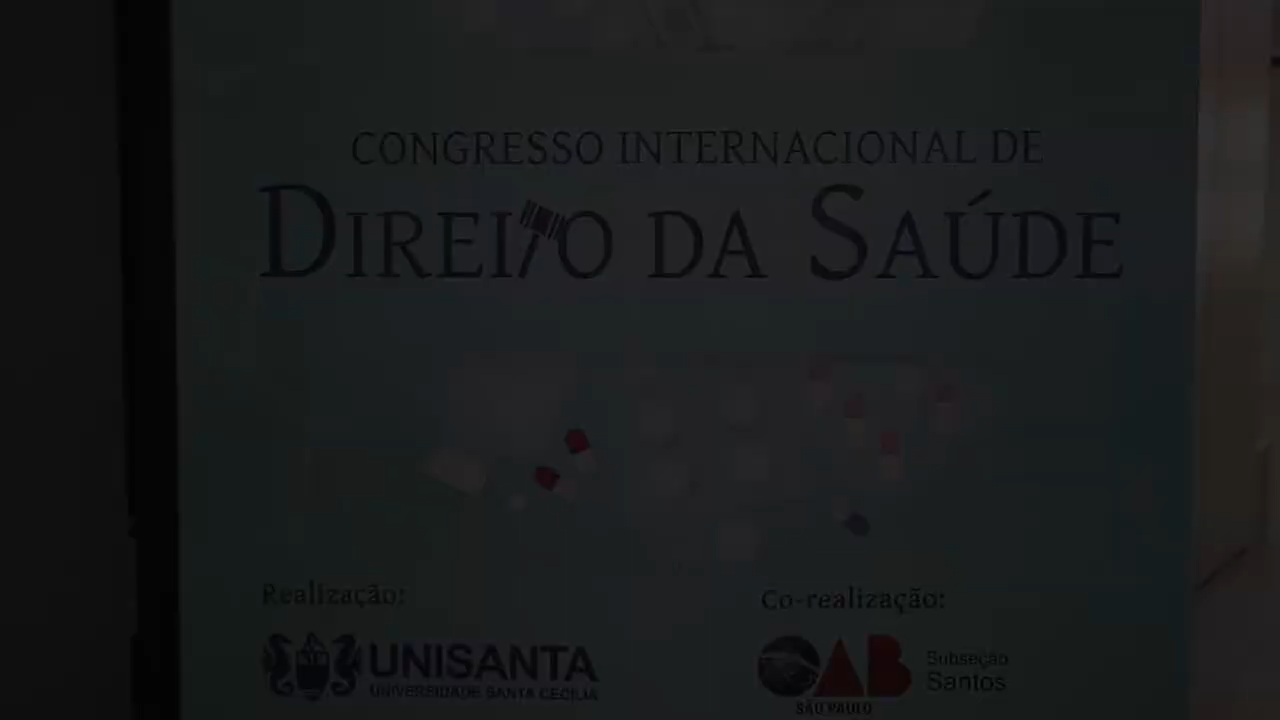 CONGRESSO INTERNACIONAL DE
DIREITO DA SAÚDE
Realização:
Co-realização:
UNISANTA
UNIVERSIDADE SANTA CECÍLIA
OAB
SÃO PAULO
Subseção
Santos